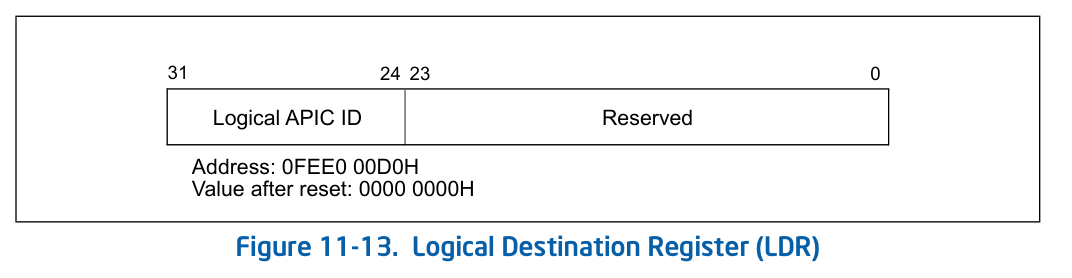 31 24 23 0
Logical APIC ID Reserved
Address: 0FEE0 00D0H
Value after reset: 0000 0000H
Figure 11-13. Logical Destination Register (LDR)